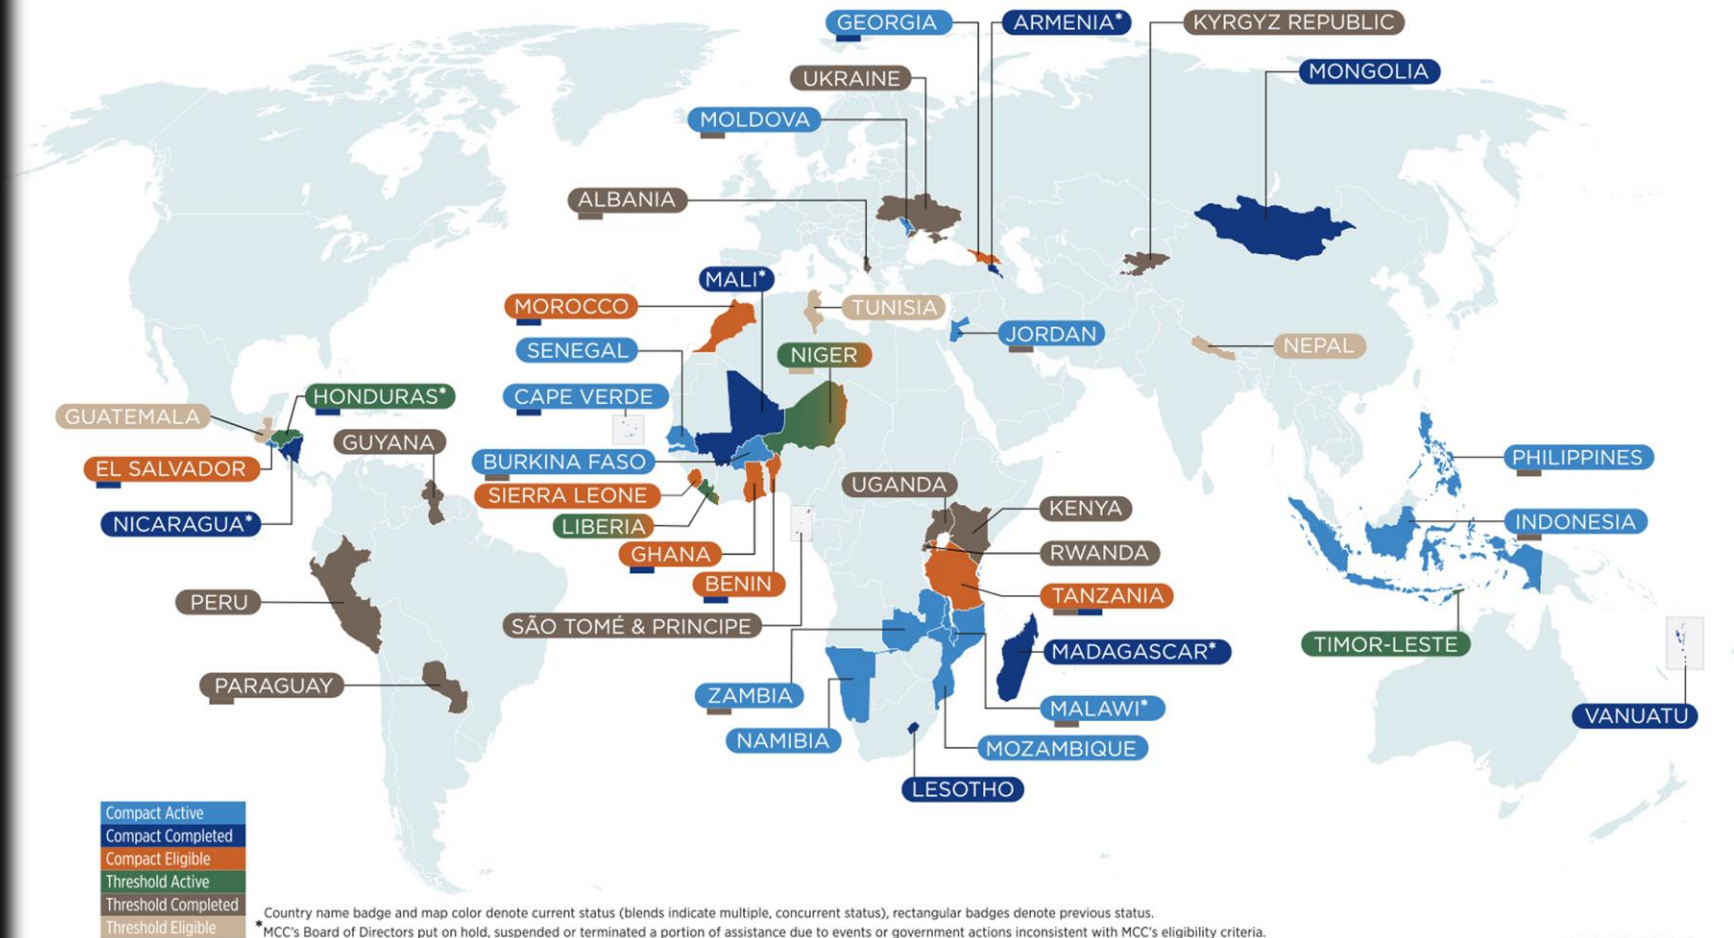 GEORGIA
ARMENIA*
KYRGYZ REPUBLIC
UKRAINE
MONGOLIA
MOLDOVA
ALBANIA
MALI*
MOROCCO
TUNISIA
SENEGAL
NIGER
JORDAN
NEPAL
HONDURAS*
CAPE VERDE
GUATEMALA
GUYANA
EL SALVADOR
BURKINA FASO
PHILIPPINES
SIERRA LEONE
UGANDA
KENYA
NICARAGUA*
LIBERIA
INDONESIA
GHANA
RWANDA
BENIN
TANZANIA
PERU
SÃO TOMÉ & PRINCIPE
TIMOR-LESTE
MADAGASCAR*
PARAGUAY
ZAMBIA
MALAWI*
VANUATU
NAMIBIA
MOZAMBIQUE
LESOTHO
Compact Active
Compact Completed
Compact Eligible
Threshold Active
Threshold Completed
Threshold Eligible
Country name badge and map color denote current status (blends indicate multiple, concurrent status), rectangular badges denote previous status.
*MCC's Board of Directors put on hold, suspended or terminated a portion of assistance due to events or government actions inconsistent with MCC's eligibility criteria.